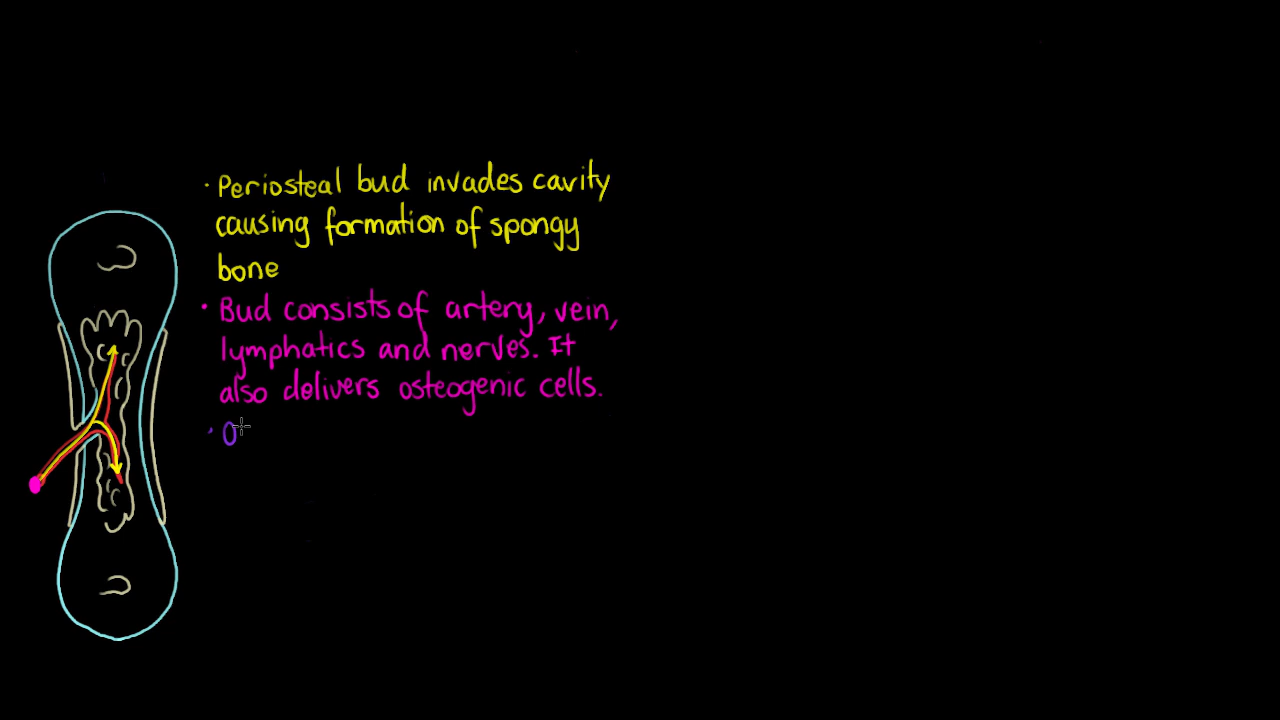 · Periosteal bud invades cavity
causing formation of spongy
bone
· Bud consists of artery, vein,
lymphatics and nerves. It
also delivers osteogenic cells.
· O